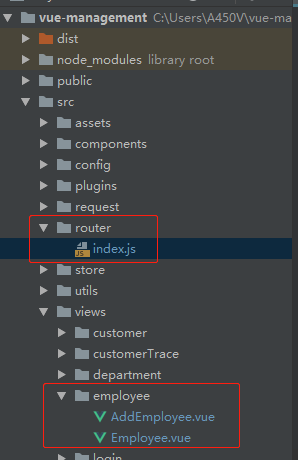 vue-management C:\Users\A450V\vue-ma
dist
node_modules library root
public
src
assets
components
config
plugins
request
router
JS index.js
store
utils
views
customer
customerTrace
department
employee
AddEmployee.vue
Employee.vue
login